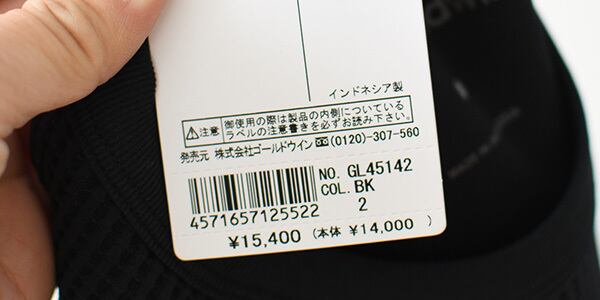 インドネシア製
注意 御使用の際は製品の内側についている
ラベルの注意書きを必ずお読み下さい。
発売元 株式会社ゴールドウイン (0120)-307-560
NO. GL45142
COL. BK
2
4571657125522
¥15,400 (本体 ¥14,000)